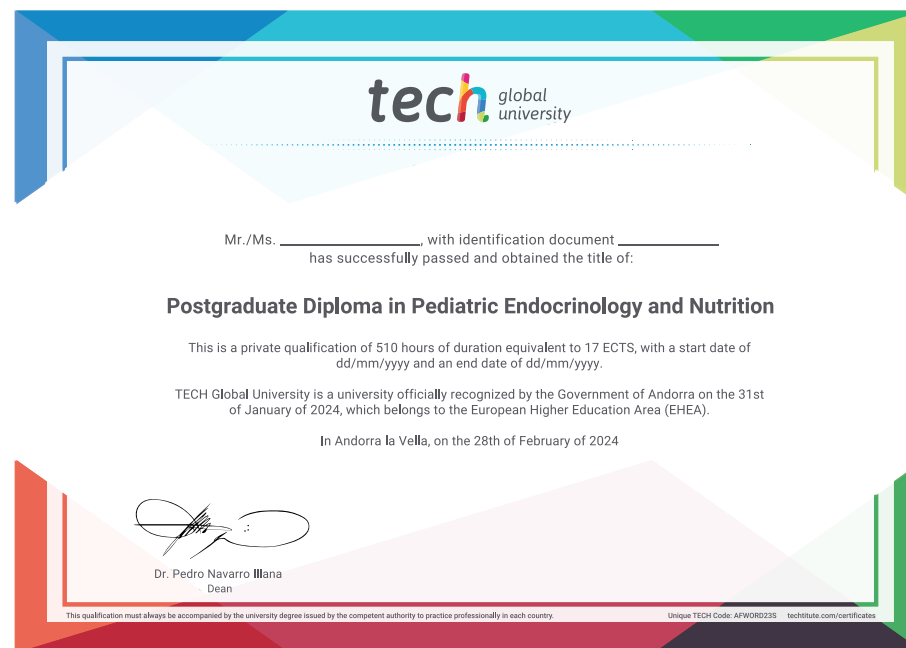 tech global university
Mr./Ms. ____________________, with identification document ______________
has successfully passed and obtained the title of:
Postgraduate Diploma in Pediatric Endocrinology and Nutrition
This is a private qualification of 510 hours of duration equivalent to 17 ECTS, with a start date of
dd/mm/yyyy and an end date of dd/mm/yyyy.
TECH Global University is a university officially recognized by the Government of Andorra on the 31st
of January of 2024, which belongs to the European Higher Education Area (EHEA).
In Andorra la Vella, on the 28th of February of 2024
Dr. Pedro Navarro Illana
Dean
This qualification must always be accompanied by the university degree issued by the competent authority to practice professionally in each country. Unique TECH Code: AFWORD23S techtitute.com/certificates